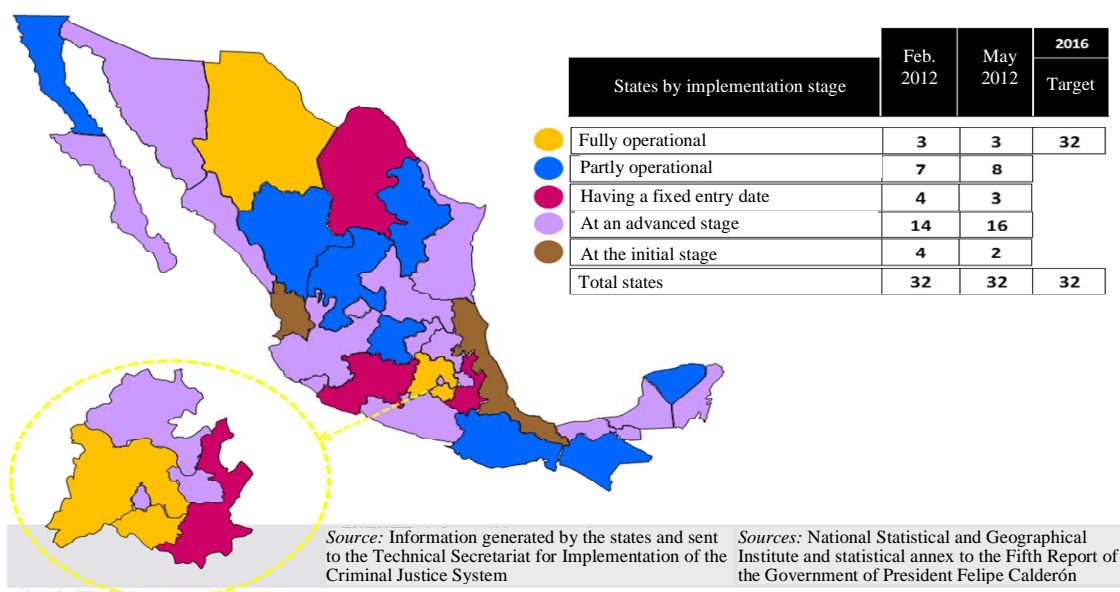 States by implementation stage Feb. 2012 May 2012 2016 Target
Fully operational 3 3 32
Partly operational 7 8
Having a fixed entry date 4 3
At an advanced stage 14 16
At the initial stage 4 2
Total states 32 32 32
Source: Information generated by the states and sent
to the Technical Secretariat for Implementation of the
Criminal Justice System
Sources: National Statistical and Geographical
Institute and statistical annex to the Fifth Report of
the Government of President Felipe Calderón